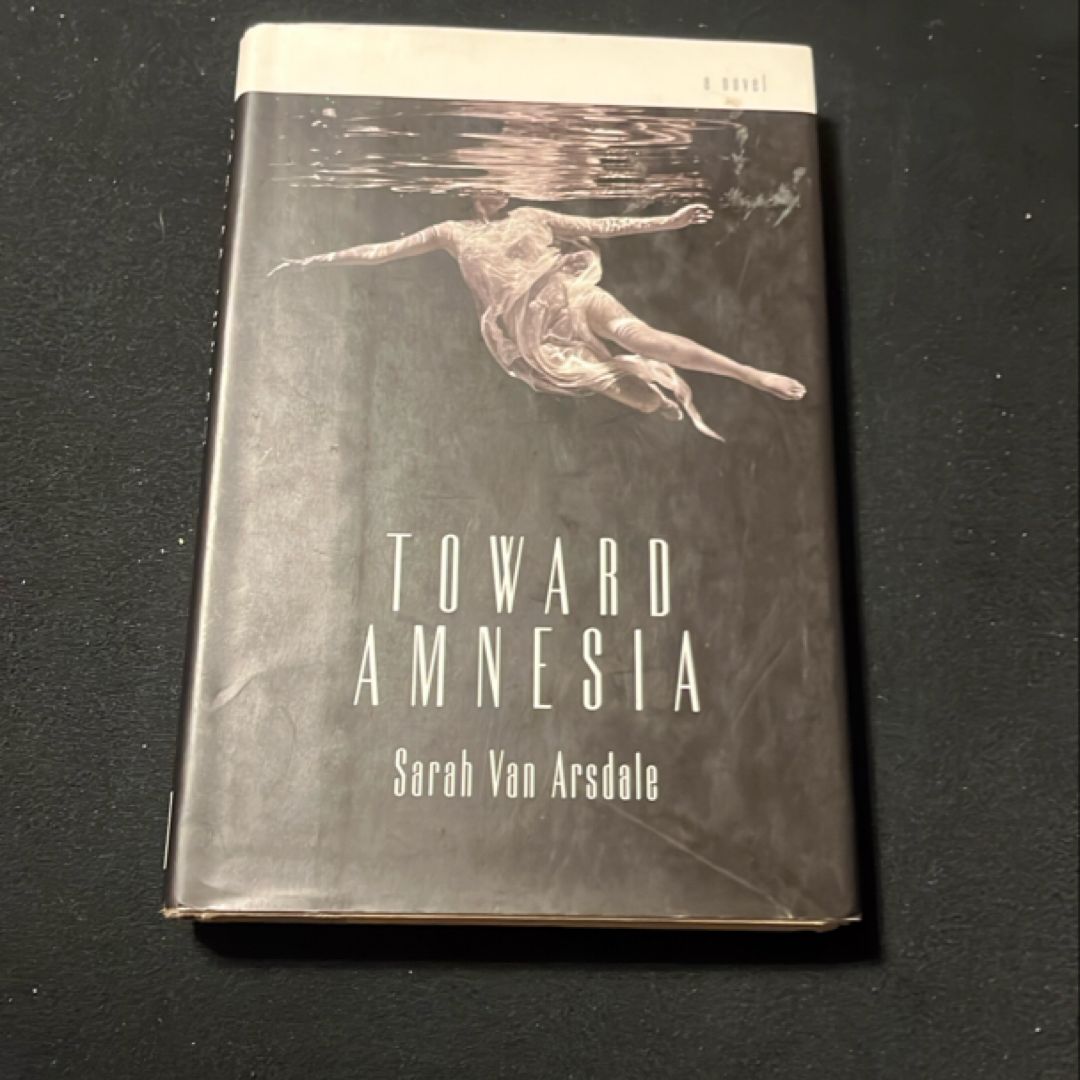 a novel
TOWARD
AMNESIA
Sarah Van Arsdale